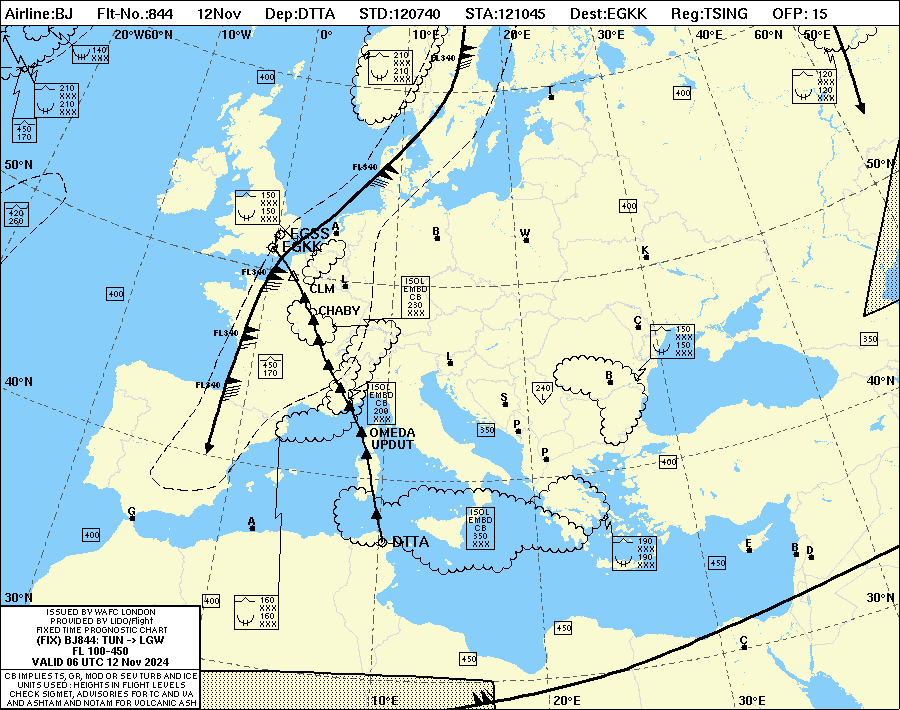 Airline:BJ Flt-No.:844 12Nov Dep:DTTA STD:120740 STA:121045 Dest:EGKK Reg:TSING OFP: 15
20°W60°N 10°W 0° 10°E 20°E 30°E 40°E 60°N 50°E
140
XXX
210
XXX
210
XXX
450
170
400
210
XXX
210
XXX
FL340
T
400
120
XXX
120
XXX
50°N
50°N
FL340
420
260
150
XXX
150
XXX
400
EGSS
EGKK
A
B
W
K
FL340
CLM
L
ISOL
EMBD
CB
230
XXX
400
CHABY
C
FL340
150
XXX
150
XXX
350
450
170
L
40°N
FL340
ISOL
EMBD
CB
200
XXX
240
L
B
40°N
S
OMEDA
UPDUT
350
P
P
400
G
A
400
ISOL
EMBD
CB
350
XXX
DTTA
190
XXX
190
XXX
E
B
D
450
30°N
400
160
XXX
160
XXX
450
30°N
C
450
ISSUED BY WAFC LONDON
PROVIDED BY LIDO/Flight
FIXED TIME PROGNOSTIC CHART
(FIX) BJ844: TUN -> LGW
FL 100-450
VALID 06 UTC 12 Nov 2024
CB IMPLIES TS, GR, MOD OR SEV TURB AND ICE
UNITS USED : HEIGHTS IN FLIGHT LEVELS
CHECK SIGMET, ADVISORIES FOR TC AND VA
AND ASHTAM AND NOTAM FOR VOLCANIC ASH
10°E 20°E 30°E